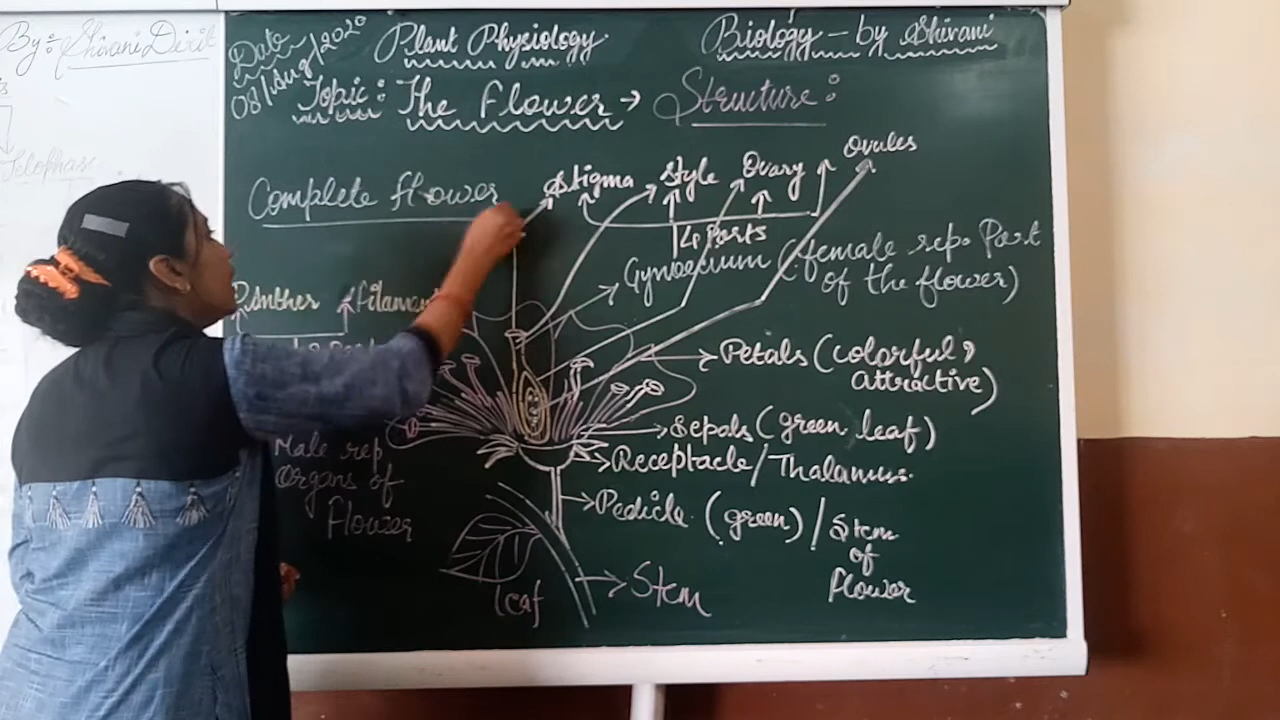 By:- Shivani Dixit
Date
08/Aug/2020
Plant Physiology
Biology - by Shivani
Topic: The Flower → Structure:
Telophase
Complete flower
Stigma Style Ovary Ovules
4 Parts
Gynoecium (female rep. Part
of the flower)
Anther filament
Petals (colorful,
attractive)
Sepals (green leaf)
Male rep
Organs of
Flower
Receptacle/Thalamus.
Pedicle (green) / Stem
of
flower
leaf
Stem